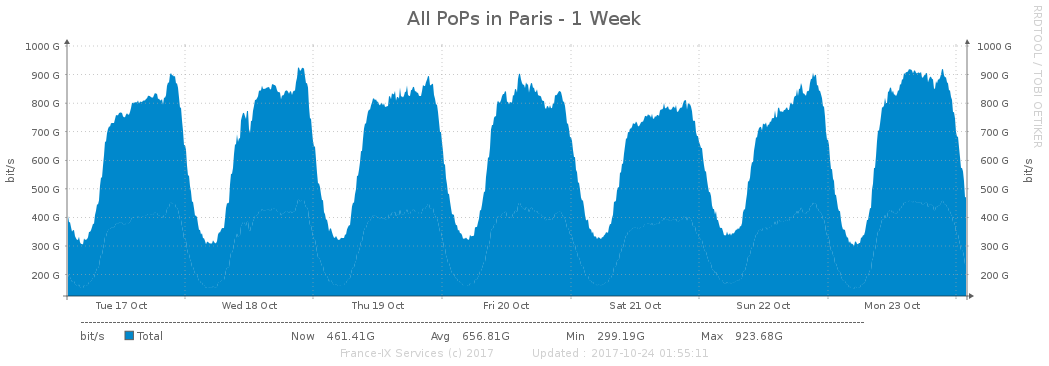 All PoPs in Paris - 1 Week
RRDTOOL / TOBI OETIKER
1000 G 1000 G
900 G 900 G
800 G 800 G
700 G 700 G
600 G 600 G
500 G 500 G
400 G 400 G
300 G 300 G
200 G 200 G
bit/s bit/s
Tue 17 Oct Wed 18 Oct Thu 19 Oct Fri 20 Oct Sat 21 Oct Sun 22 Oct Mon 23 Oct
bit/s Total Now 461.41G Avg 656.81G Min 299.19G Max 923.68G
France-IX Services (c) 2017 Updated : 2017-10-24 01:55:11